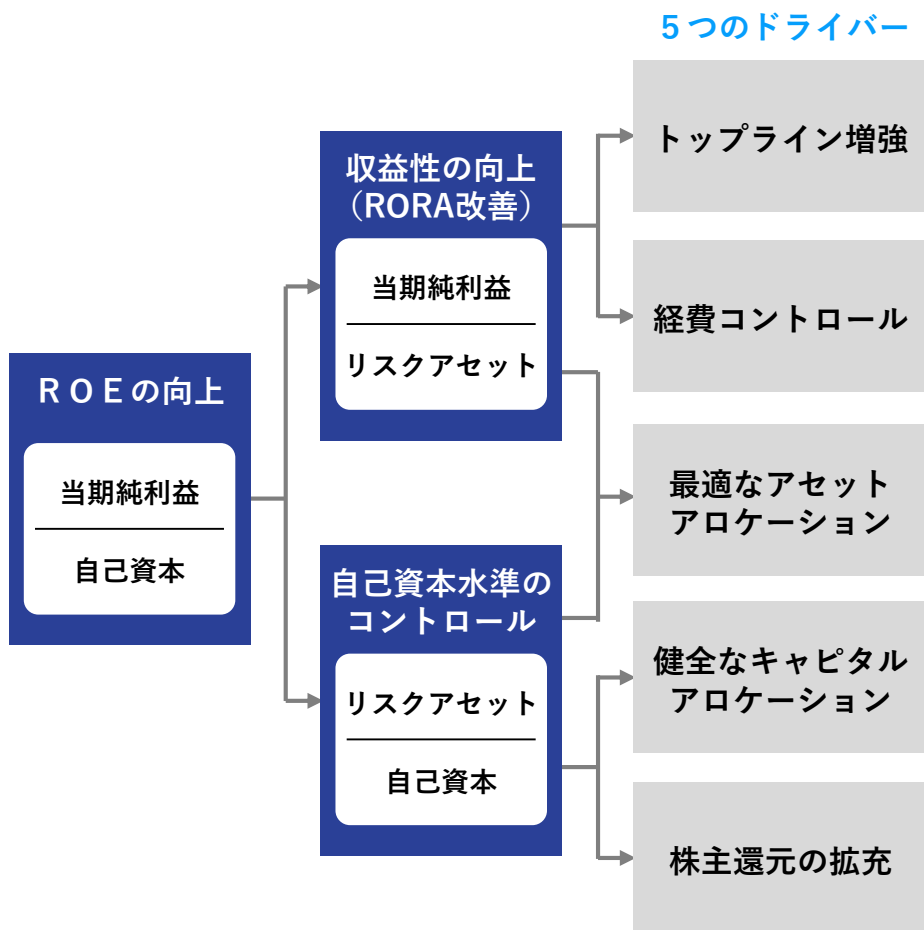 5つのドライバー
ROEの向上
当期純利益
自己資本
収益性の向上
（RORA改善）
当期純利益
リスクアセット
自己資本水準の
コントロール
リスクアセット
自己資本
トップライン増強
経費コントロール
最適なアセット
アロケーション
健全なキャピタル
アロケーション
株主還元の拡充